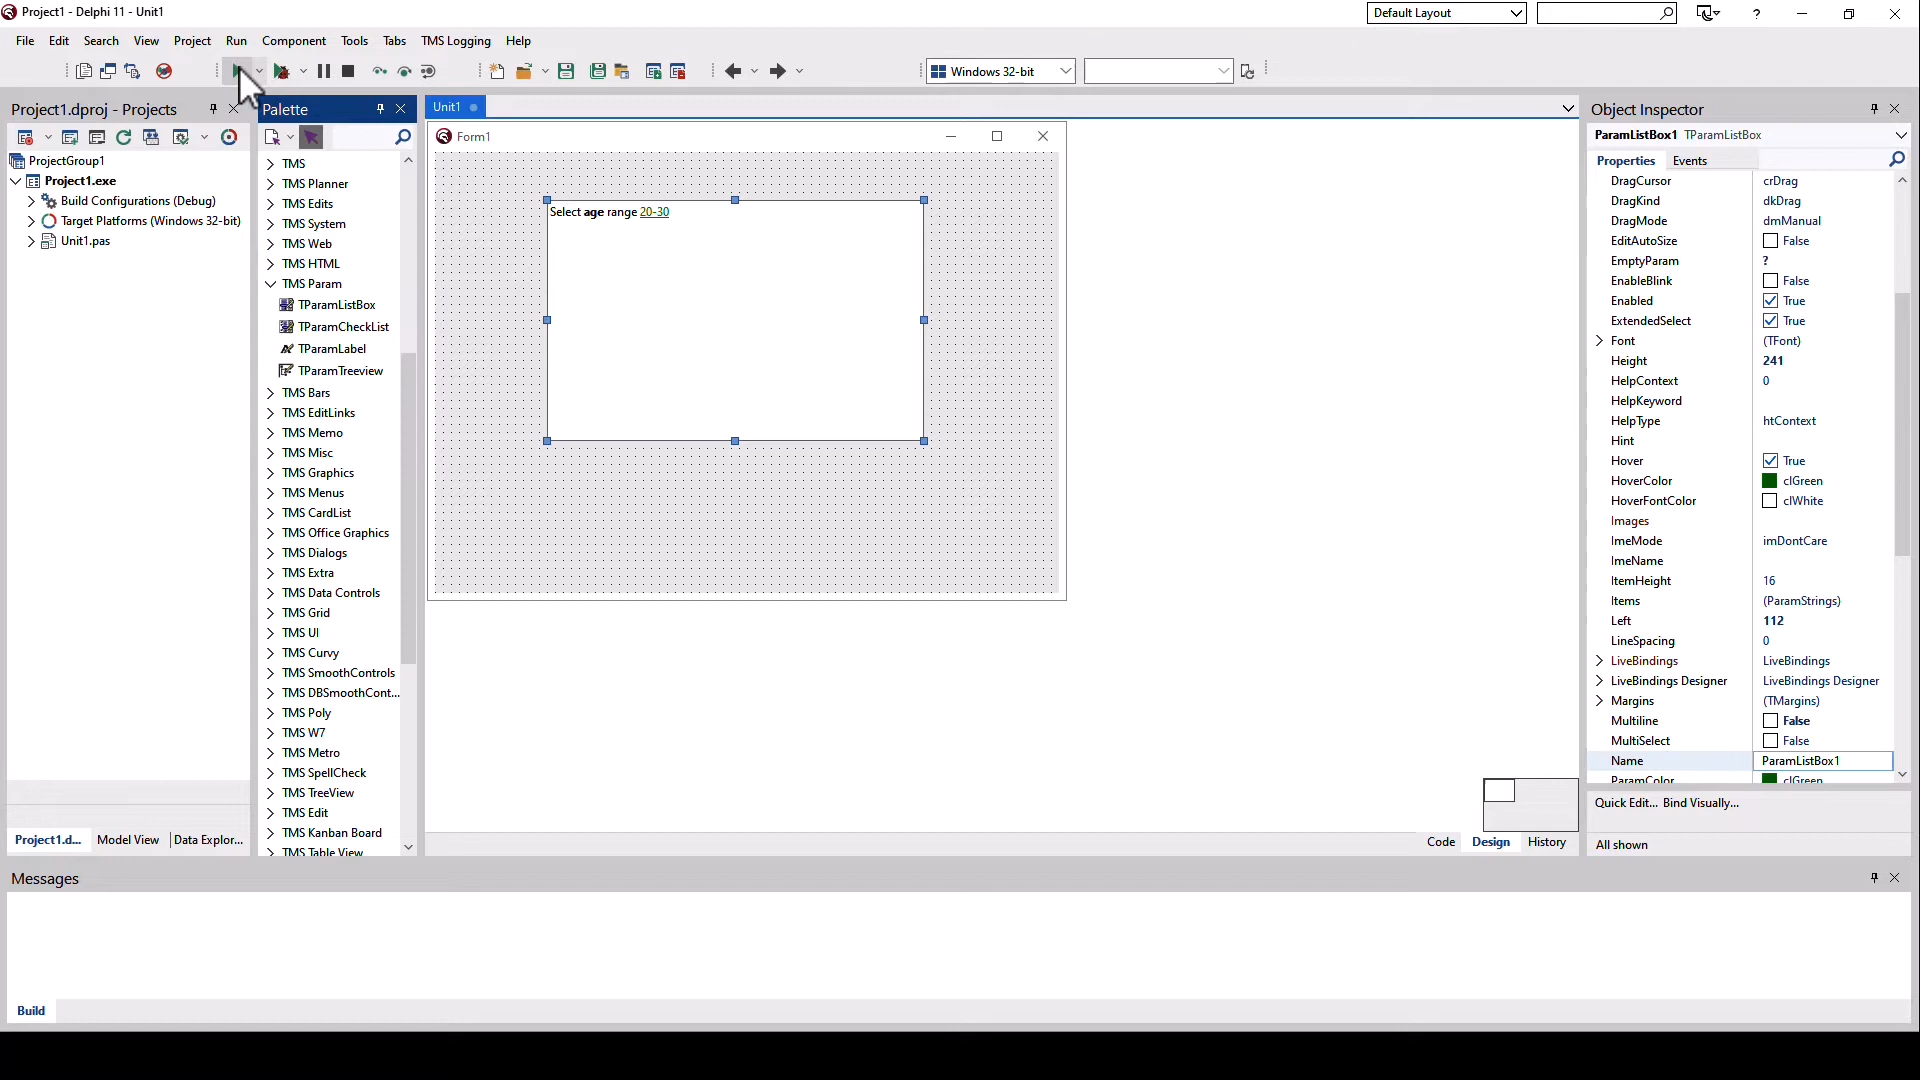 Project1 - Delphi 11 - Unit1
Default Layout
?
File Edit Search View Project Run Component Tools Tabs TMS Logging Help
Windows 32-bit
Project1.dproj - Projects
ProjectGroup1
Project1.exe
Build Configurations (Debug)
Target Platforms (Windows 32-bit)
Unit1.pas
Project1.d... Model View Data Explor...
Palette
TMS
TMS Planner
TMS Edits
TMS System
TMS Web
TMS HTML
TMS Param
TParamListBox
TParamCheckList
TParamLabel
TParamTreeview
TMS Bars
TMS EditLinks
TMS Memo
TMS Misc
TMS Graphics
TMS Menus
TMS CardList
TMS Office Graphics
TMS Dialogs
TMS Extra
TMS Data Controls
TMS Grid
TMS UI
TMS Curvy
TMS SmoothControls
TMS DBSmoothCont...
TMS Poly
TMS W7
TMS Metro
TMS SpellCheck
TMS TreeView
TMS Edit
TMS Kanban Board
TMS Table View
Unit1
Form1
Select age range 20-30
Code Design History
Object Inspector
ParamListBox1 TParamListBox
Properties Events
DragCursor crDrag
DragKind dkDrag
DragMode dmManual
EditAutoSize False
EmptyParam ?
EnableBlink False
Enabled True
ExtendedSelect True
Font (TFont)
Height 241
HelpContext 0
HelpKeyword
HelpType htContext
Hint
Hover True
HoverColor clGreen
HoverFontColor clWhite
Images
ImeMode imDontCare
ImeName
ItemHeight 16
Items (ParamStrings)
Left 112
LineSpacing 0
LiveBindings LiveBindings
LiveBindings Designer LiveBindings Designer
Margins (TMargins)
Multiline False
MultiSelect False
Name ParamListBox1
ParamColor clGreen
Quick Edit... Bind Visually...
All shown
Messages
Build